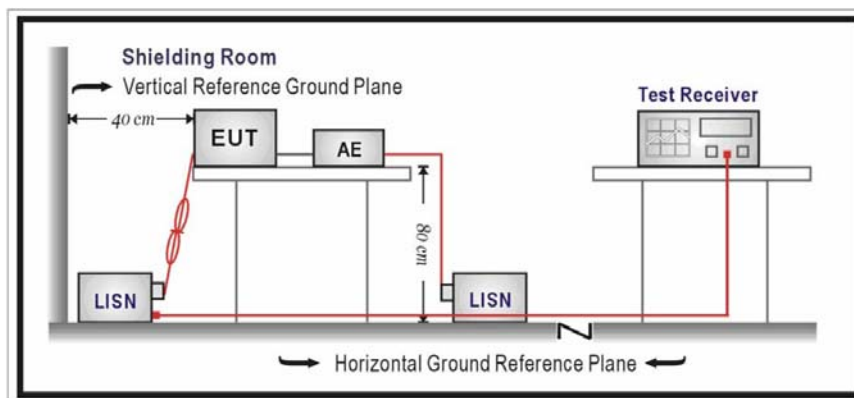 Shielding Room
Vertical Reference Ground Plane
Test Receiver
40 cm
EUT
AE
80 cm
LISN
LISN
Horizontal Ground Reference Plane